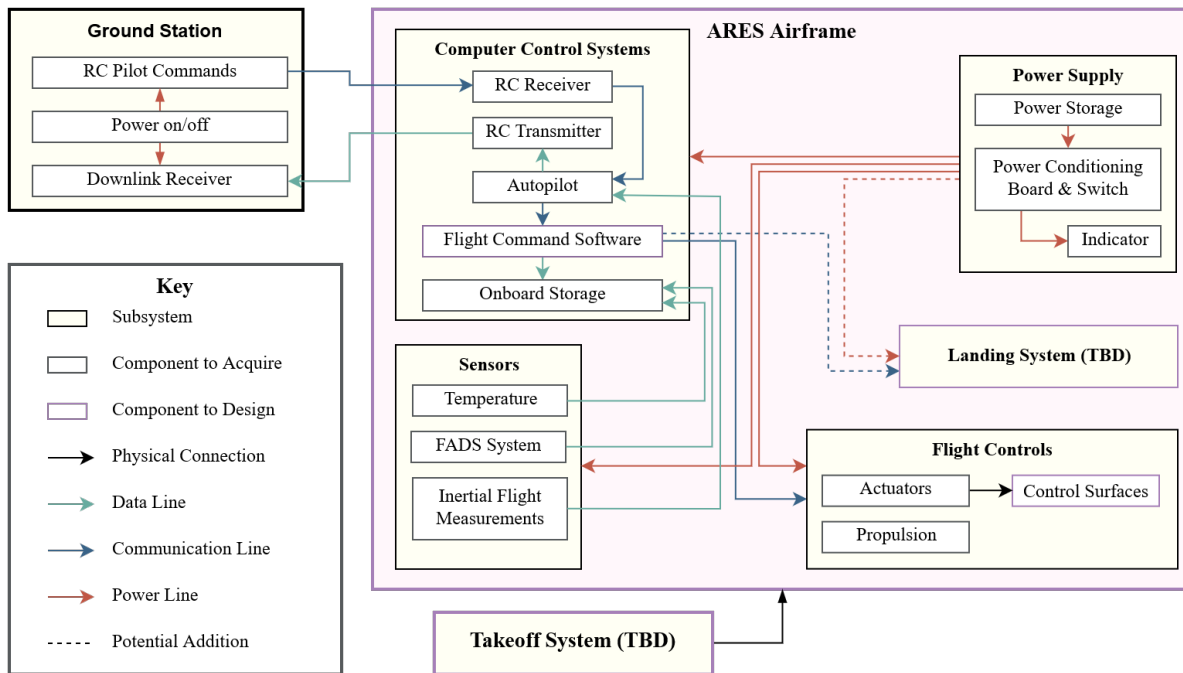 Ground Station
RC Pilot Commands
Power on/off
Downlink Receiver
Key
Subsystem
Component to Acquire
Component to Design
Physical Connection
Data Line
Communication Line
Power Line
Potential Addition
ARES Airframe
Computer Control Systems
RC Receiver
RC Transmitter
Autopilot
Flight Command Software
Onboard Storage
Sensors
Temperature
FADS System
Inertial Flight
Measurements
Power Supply
Power Storage
Power Conditioning
Board & Switch
Indicator
Landing System (TBD)
Flight Controls
Actuators
Control Surfaces
Propulsion
Takeoff System (TBD)